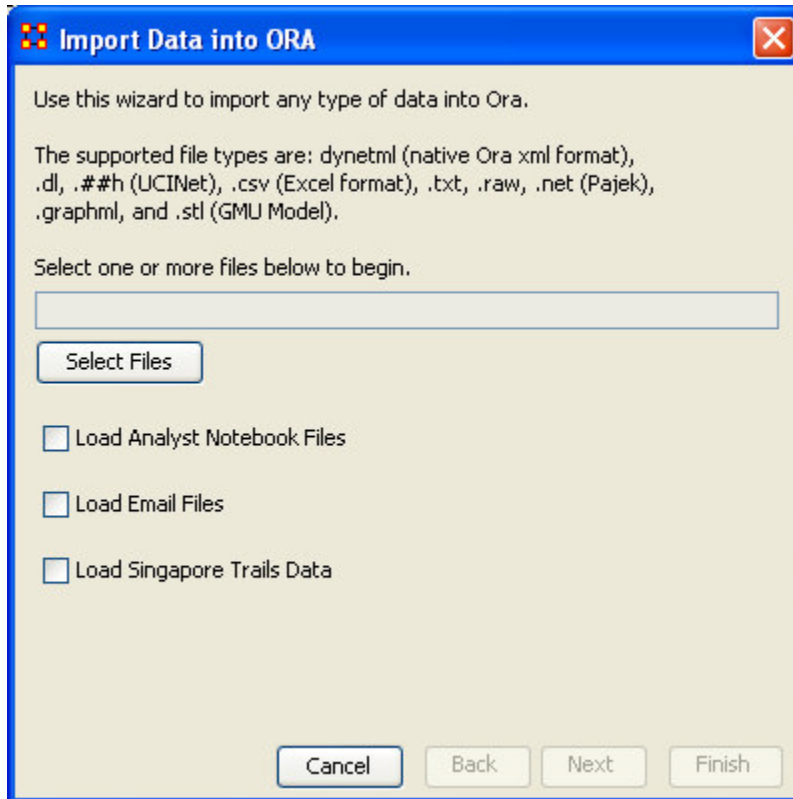 Import Data into ORA
Use this wizard to import any type of data into Ora.
The supported file types are: dynetml (native Ora xml format),
.dl, .##h (UCINet), .csv (Excel format), .txt, .raw, .net (Pajek),
.graphml, and .stl (GMU Model).
Select one or more files below to begin.
Select Files
Load Analyst Notebook Files
Load Email Files
Load Singapore Trails Data
Cancel Back Next Finish